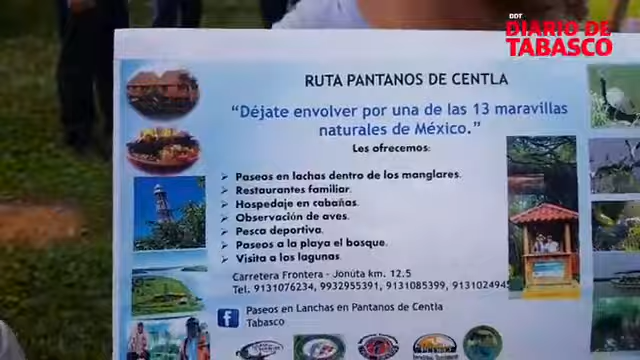 DDT
DIARIO DE
TABASCO
RUTA PANTANOS DE CENTLA
"Déjate envolver por una de las 13 maravillas
naturales de México."
Les ofrecemos:
Paseos en lachas dentro de los manglares.
Restaurantes familiar.
Hospedaje en cabañas.
Observación de aves.
Pesca deportiva.
Paseos a la playa el bosque.
Visita a los lagunas
Carretera Frontera - Jonúta km. 12.5
Tel. 9131076234, 9932955391, 9131085399, 913102494
Paseos en Lanchas en Pantanos de Centla
Tabasco